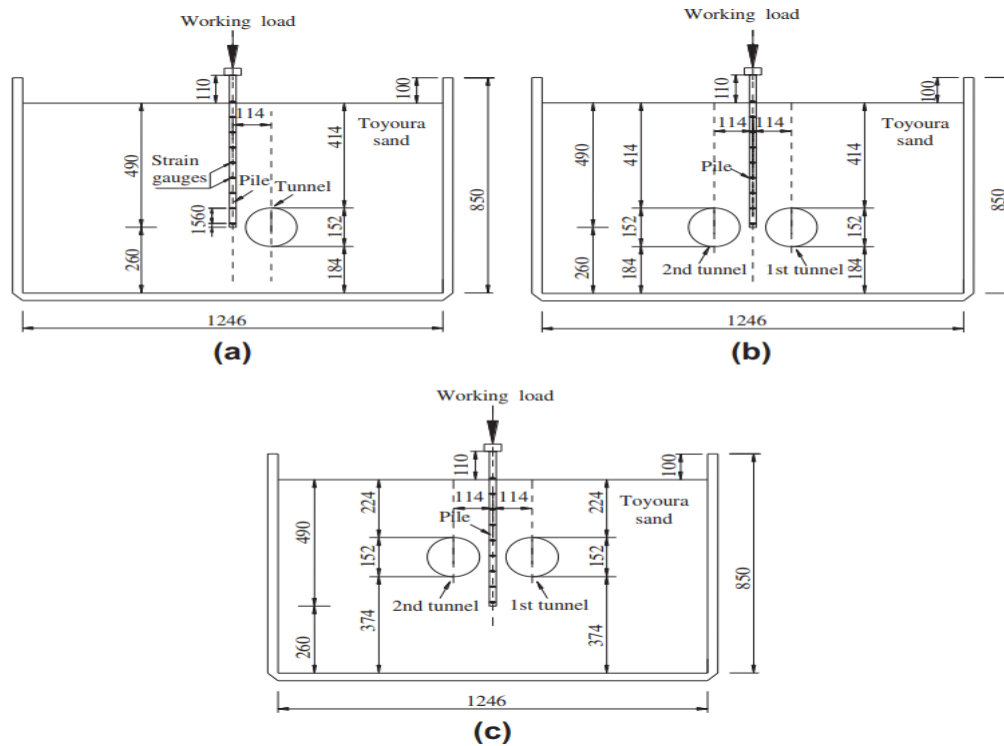 Working load
110
100
114
Toyoura
sand
490
414
850
Strain
gauges
Pile
Tunnel
1560
152
260
184
1246
(a)
Working load
110
100
114
114
Toyoura
sand
490
414
414
850
Pile
152
152
260
184
184
2nd tunnel
1st tunnel
1246
(b)
Working load
110
100
114
114
Toyoura
sand
490
224
224
850
Pile
152
152
2nd tunnel
1st tunnel
260
374
374
1246
(c)